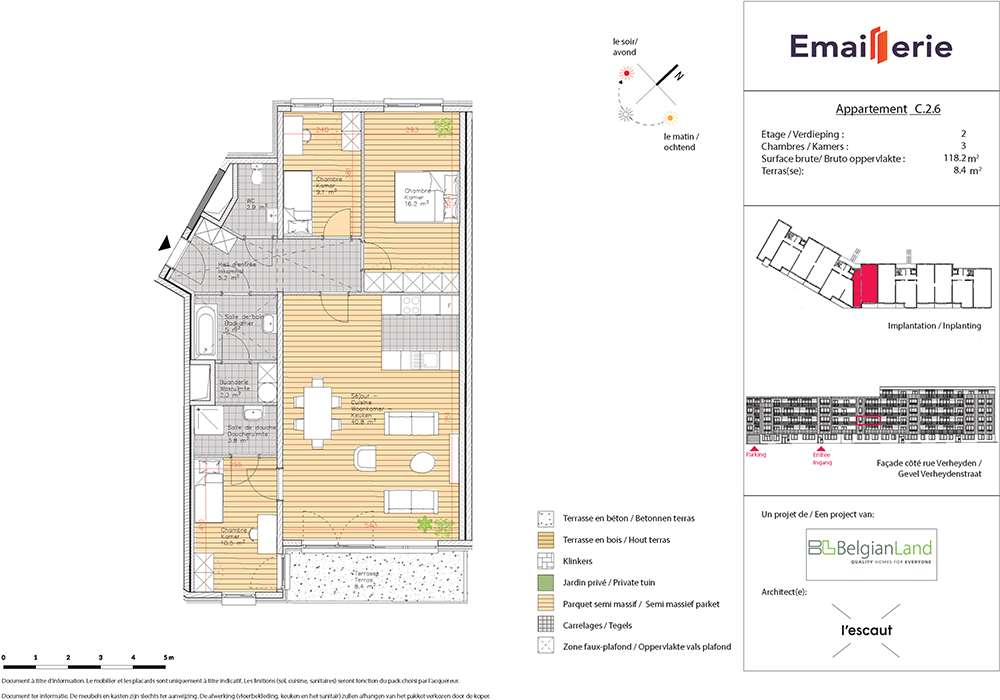 Emaillerie
Appartement C.2.6
Etage / Verdieping : 2
Chambres / Kamers : 3
Surface brute/ Bruto oppervlakte : 118.2 m²
Terras(se): 8.4 m²
le soir/
avond
N
le matin /
ochtend
240
293
Chambre
Kamer
9.1 m²
Chambre
Kamer
16.2 m²
WC
2.9 m²
Hall d'entrée
Inkomhal
5.2 m²
Salle de bain
Badkamer
5 m²
F
Buanderie
Wasruimte
2.3 m²
Salle de douche
Doucheruimte
3.8 m²
Séjour –
Cuisine
Woonkamer –
Keuken
40.8 m²
Chambre
Kamer
10.5 m²
Terrasse
Terras
8.4 m²
Implantation / Inplanting
Parking
Entrée
Ingang
Façade côté rue Verheyden /
Gevel Verheydenstraat
Terrasse en béton / Betonnen terras
Terrasse en bois / Hout terras
Klinkers
Jardin privé / Private tuin
Parquet semi massif / Semi massief parket
Carrelages / Tegels
Zone faux-plafond / Oppervlakte vals plafond
Un projet de / Een project van:
BelgianLand
QUALITY HOMES FOR EVERYONE
Architect(e):
l'escaut
0 1 2 3 4 5 m
Document à titre d'information. Le mobilier et les placards sont uniquement à titre indicatif. Les finitions (sol, cuisine, sanitaires) seront fonction du pack choisi par l'acquéreur.
Document ter informatie. De meubels en kasten zijn slechts ter aanwijzing. De afwerking (vloerbekleding, keuken en het sanitair) zullen afhangen van het pakket verkozen door de koper.